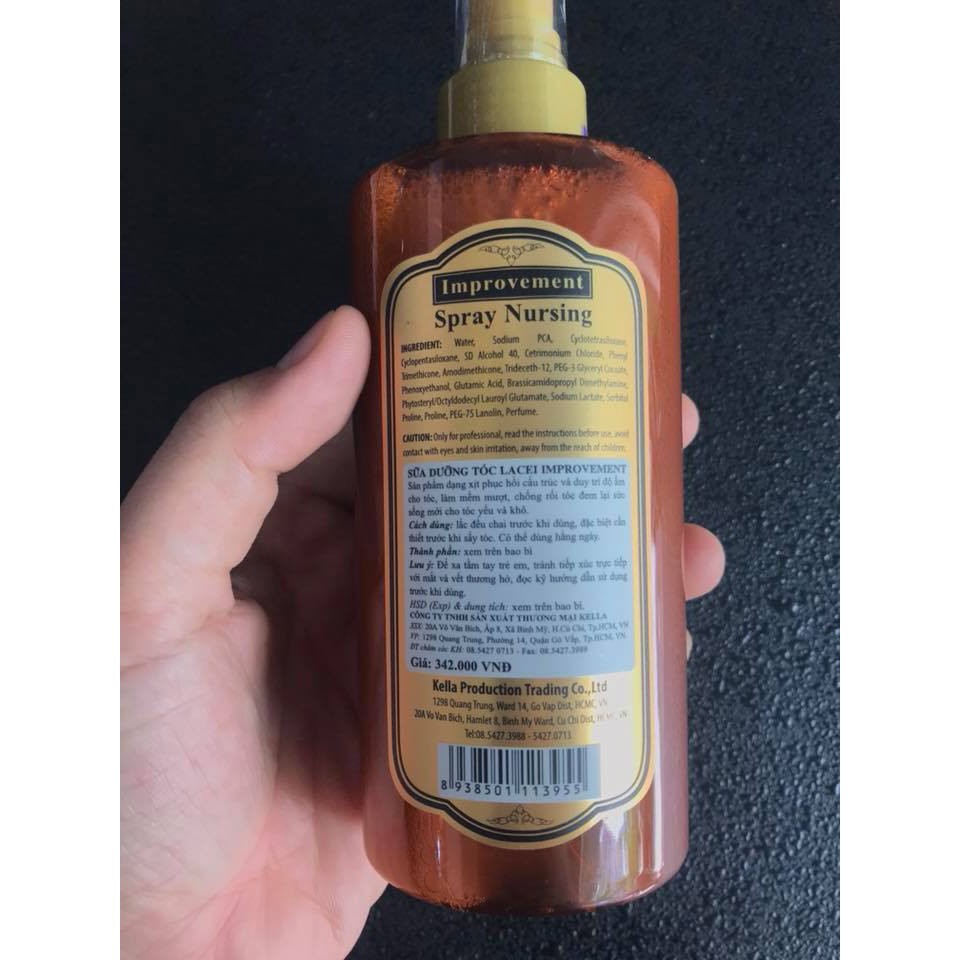 Improvement
Spray Nursing
INGREDIENT: Water, Sodium PCA, Cyclotetrasiloxane,
Cyclopentasiloxane, SD Alcohol 40, Cetrimonium Chloride, Phenyl
Trimethicone, Amodimethicone, Trideceth-12, PEG-3 Glyceryl Cocoate,
Phenoxyethanol, Glutamic Acid, Brassicamidopropyl Dimethylamine,
Phytosteryl/Octyldodecyl Lauroyl Glutamate, Sodium Lactate, Sorbitol
Proline, Proline, PEG-75 Lanolin, Perfume.
CAUTION: Only for professional, read the instructions before use, avoid
contact with eyes and skin irritation, away from the reach of children.
SỮA DƯỠNG TÓC LACEI IMPROVEMENT
Sản phẩm dạng xịt phục hồi cấu trúc và duy trì độ ẩm
cho tóc, làm mềm mượt, chống rối tóc đem lại sức
sống mới cho tóc yếu và khô.
Cách dùng: lắc đều chai trước khi dùng, đặc biệt cần
thiết trước khi sấy tóc. Có thể dùng hằng ngày.
Thành phần: xem trên bao bì
Lưu ý: Để xa tầm tay trẻ em, tránh tiếp xúc trực tiếp
với mắt và vết thương hở, đọc kỹ hướng dẫn sử dụng
trước khi dùng.
HSD (Exp) & dung tích: xem trên bao bì.
CÔNG TY TNHH SẢN XUẤT THƯƠNG MẠI KELLA
XSX: 20A Võ Văn Bích, Ấp 8, Xã Bình Mỹ, H.Củ Chi, Tp.HCM, VN
VP: 1298 Quang Trung, Phường 14, Quận Gò Vấp, Tp.HCM, VN.
ĐT chăm sóc KH: 08.5427 0713 - Fax: 08.5427.3988
Giá: 342.000 VNĐ
Kella Production Trading Co.,Ltd
1298 Quang Trung, Ward 14, Go Vap Dist, HCMC, VN
20A Vo Van Bich, Hamlet 8, Binh My Ward, Cu Chi Dist, HCMC, VN
Tel:08.5427.3988 - 5427.0713
8 938501 113955